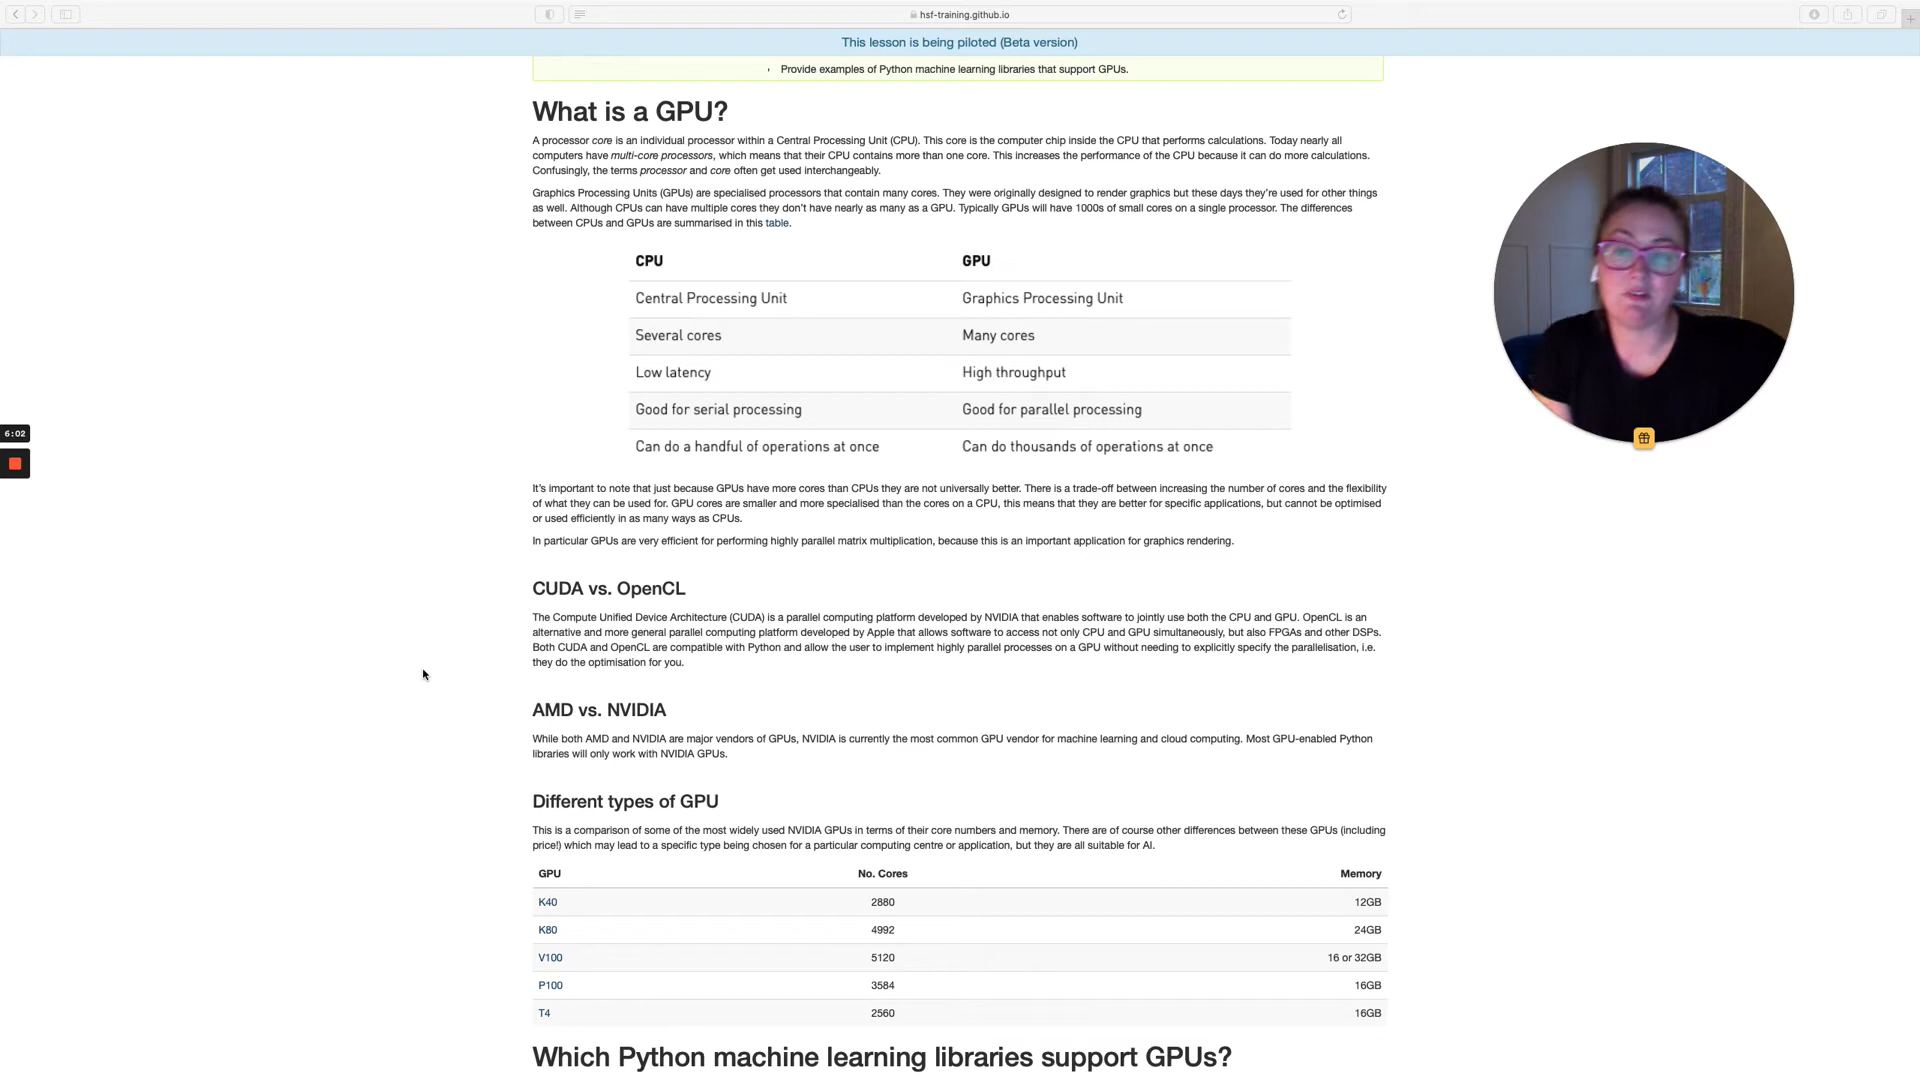 hsf-training.github.io
This lesson is being piloted (Beta version)
Provide examples of Python machine learning libraries that support GPUs.
What is a GPU?
A processor core is an individual processor within a Central Processing Unit (CPU). This core is the computer chip inside the CPU that performs calculations. Today nearly all
computers have multi-core processors, which means that their CPU contains more than one core. This increases the performance of the CPU because it can do more calculations.
Confusingly, the terms processor and core often get used interchangeably.
Graphics Processing Units (GPUs) are specialised processors that contain many cores. They were originally designed to render graphics but these days they're used for other things
as well. Although CPUs can have multiple cores they don't have nearly as many as a GPU. Typically GPUs will have 1000s of small cores on a single processor. The differences
between CPUs and GPUs are summarised in this table.
CPU GPU
Central Processing Unit Graphics Processing Unit
Several cores Many cores
Low latency High throughput
Good for serial processing Good for parallel processing
Can do a handful of operations at once Can do thousands of operations at once
6:02
It's important to note that just because GPUs have more cores than CPUs they are not universally better. There is a trade-off between increasing the number of cores and the flexibility
of what they can be used for. GPU cores are smaller and more specialised than the cores on a CPU, this means that they are better for specific applications, but cannot be optimised
or used efficiently in as many ways as CPUs.
In particular GPUs are very efficient for performing highly parallel matrix multiplication, because this is an important application for graphics rendering.
CUDA vs. OpenCL
The Compute Unified Device Architecture (CUDA) is a parallel computing platform developed by NVIDIA that enables software to jointly use both the CPU and GPU. OpenCL is an
alternative and more general parallel computing platform developed by Apple that allows software to access not only CPU and GPU simultaneously, but also FPGAs and other DSPs.
Both CUDA and OpenCL are compatible with Python and allow the user to implement highly parallel processes on a GPU without needing to explicitly specify the parallelisation, i.e.
they do the optimisation for you.
AMD vs. NVIDIA
While both AMD and NVIDIA are major vendors of GPUs, NVIDIA is currently the most common GPU vendor for machine learning and cloud computing. Most GPU-enabled Python
libraries will only work with NVIDIA GPUs.
Different types of GPU
This is a comparison of some of the most widely used NVIDIA GPUs in terms of their core numbers and memory. There are of course other differences between these GPUs (including
price!) which may lead to a specific type being chosen for a particular computing centre or application, but they are all suitable for AI.
GPU No. Cores Memory
K40 2880 12GB
K80 4992 24GB
V100 5120 16 or 32GB
P100 3584 16GB
T4 2560 16GB
Which Python machine learning libraries support GPUs?